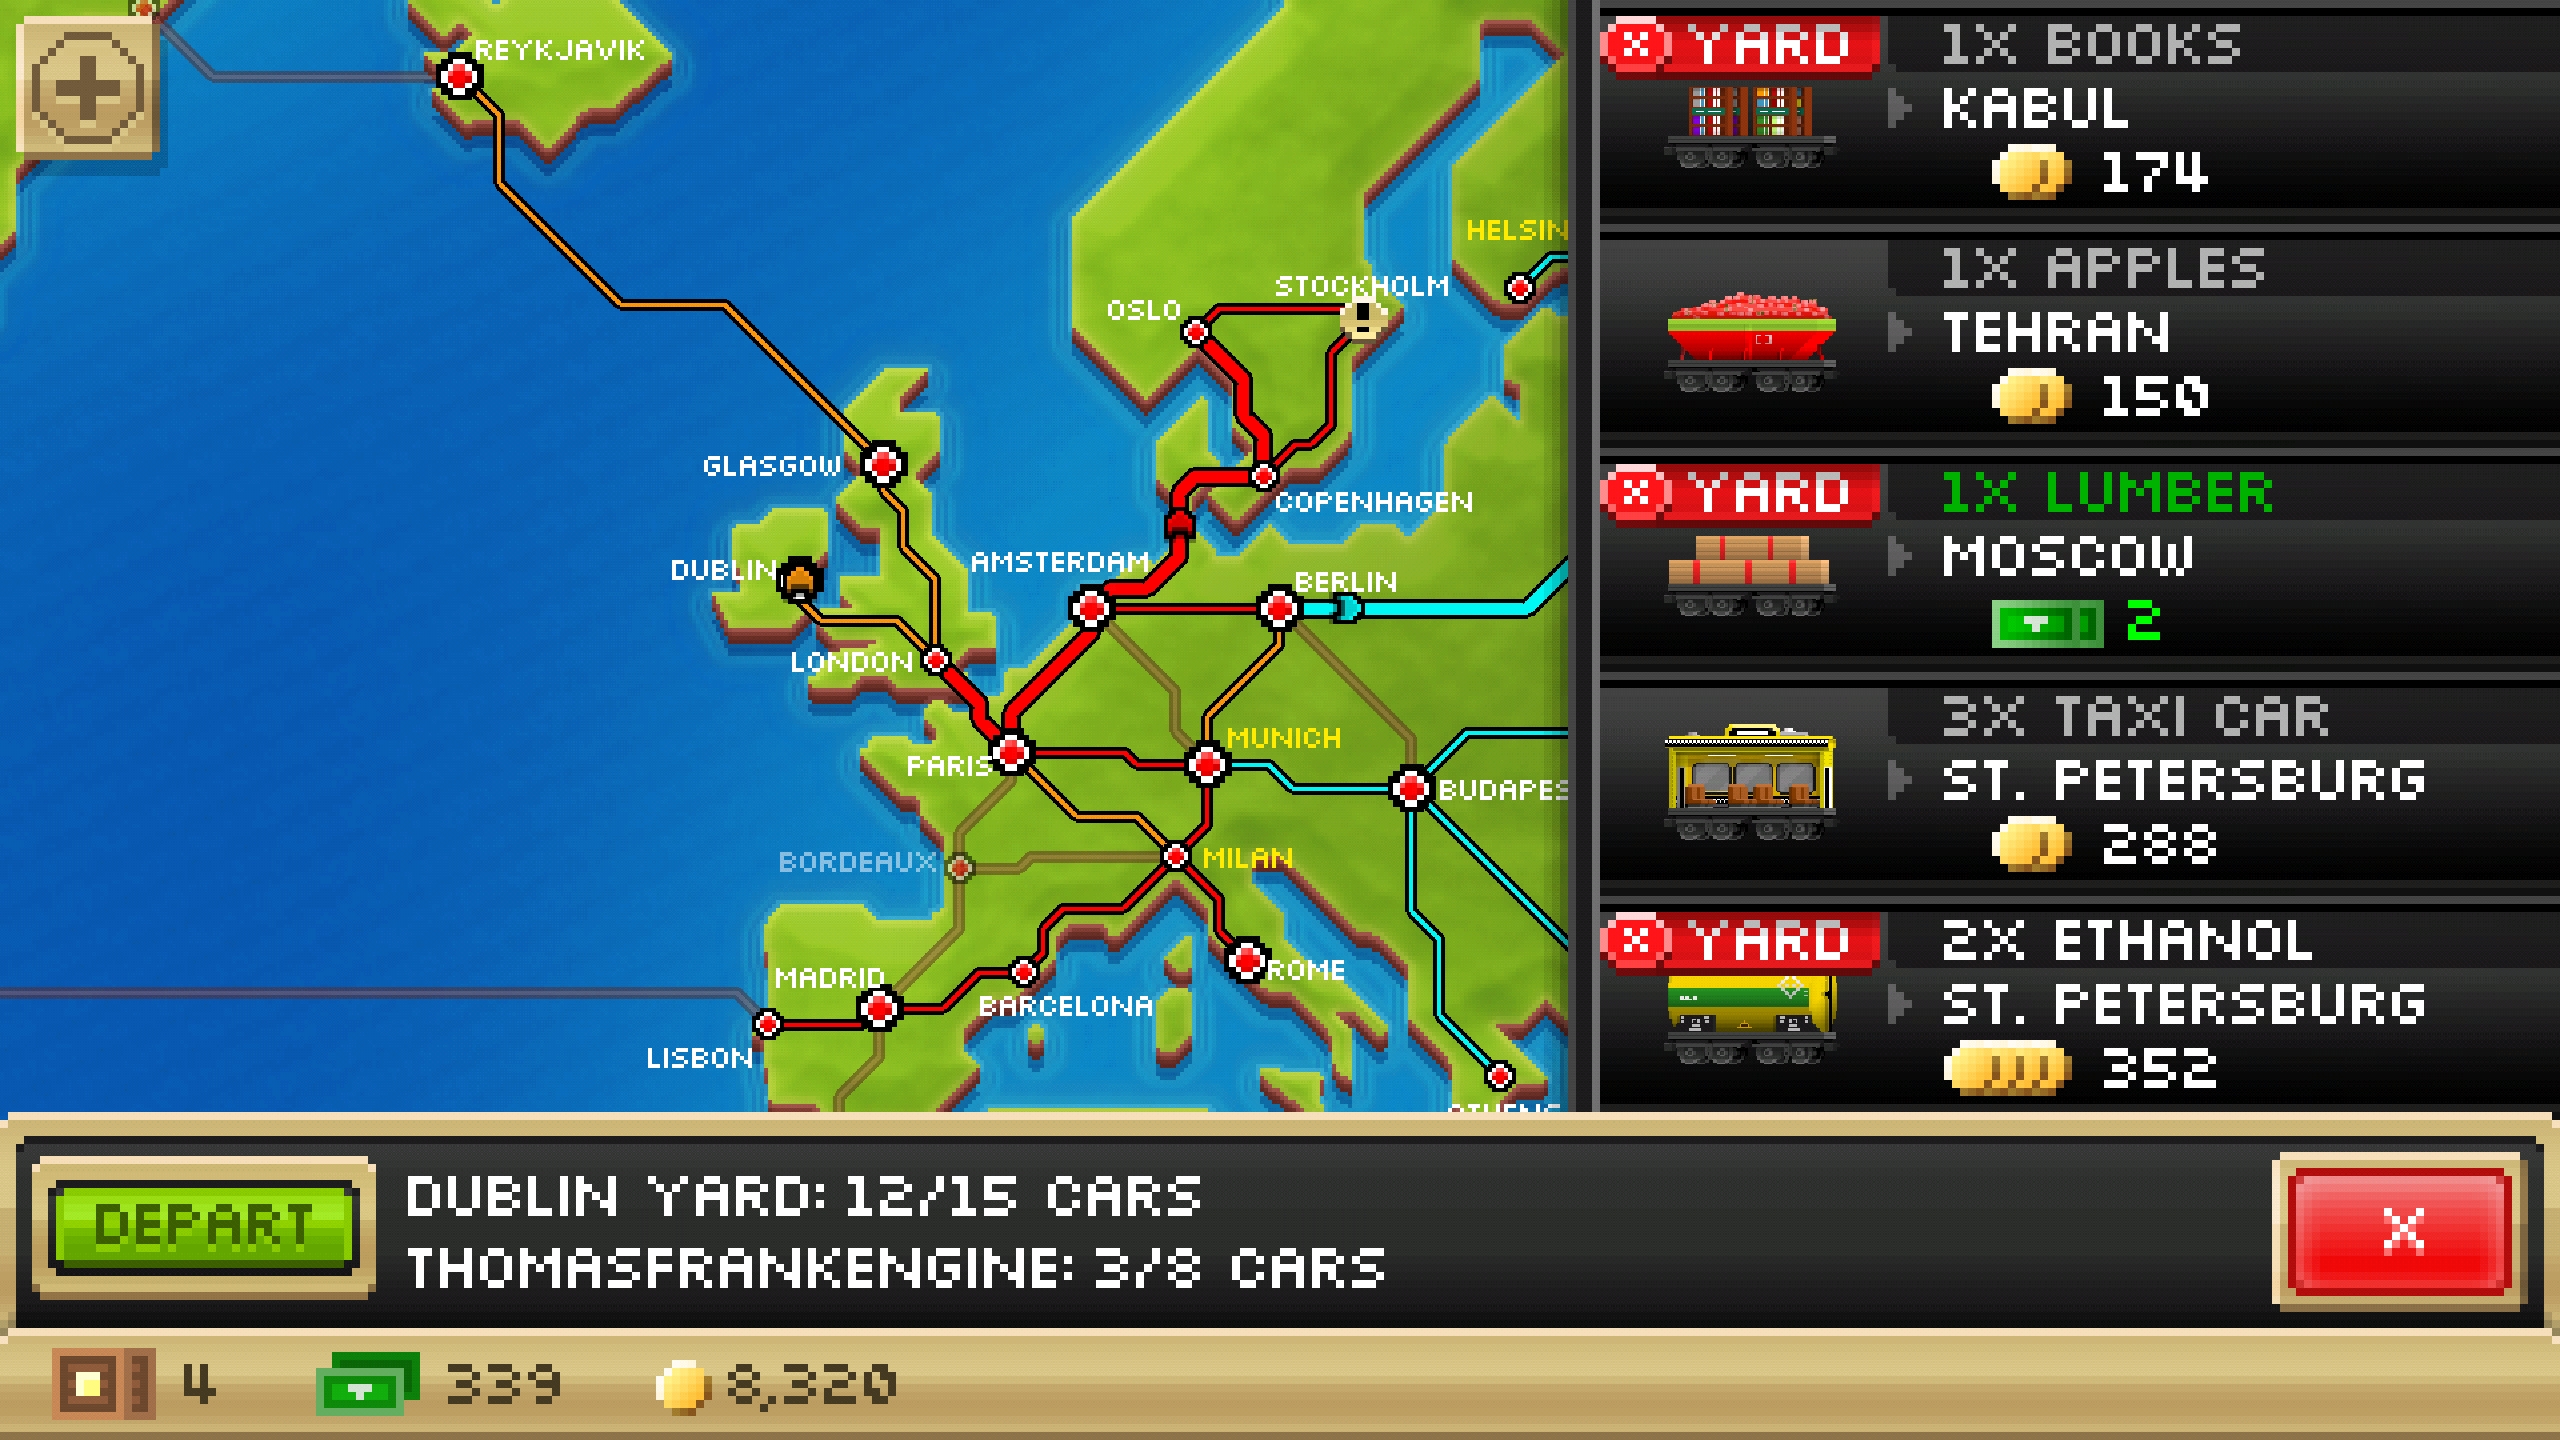 REYKJAVIK
HELSIN
STOCKHOLM
OSLO
GLASGOW
COPENHAGEN
AMSTERDAM
DUBLIN
BERLIN
LONDON
MUNICH
PARIS
BUDAPES
BORDEAUX
MILAN
ROME
MADRID
BARCELONA
LISBON
ATHENS
YARD
1X BOOKS
KABUL
174
1X APPLES
TEHRAN
150
YARD
1X LUMBER
MOSCOW
2
3X TAXI CAR
ST. PETERSBURG
288
YARD
2X ETHANOL
ST. PETERSBURG
352
DEPART
DUBLIN YARD: 12/15 CARS
THOMASFRANKENGINE: 3/8 CARS
X
4
339
8,320